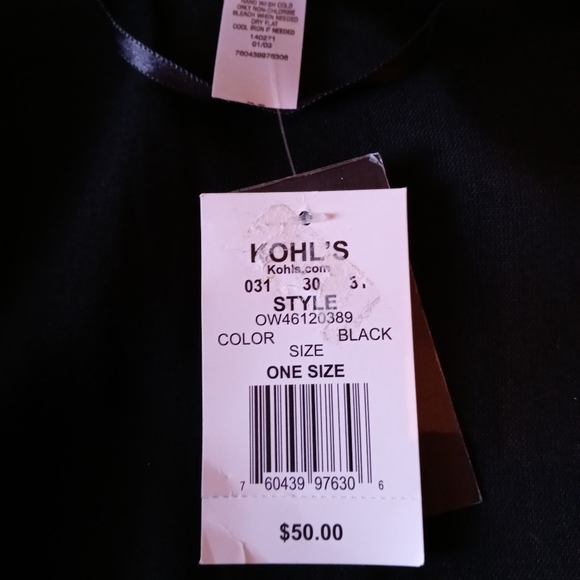 HAND WASH COLD
ONLY NON-CHLORINE
BLEACH WHEN NEEDED
DRY FLAT
COOL IRON IF NEEDED
140271
01/03
760439976306
KOHL'S
Kohls.com
031 30 31
STYLE
OW46120389
COLOR BLACK
SIZE
ONE SIZE
7 60439 97630 6
$50.00